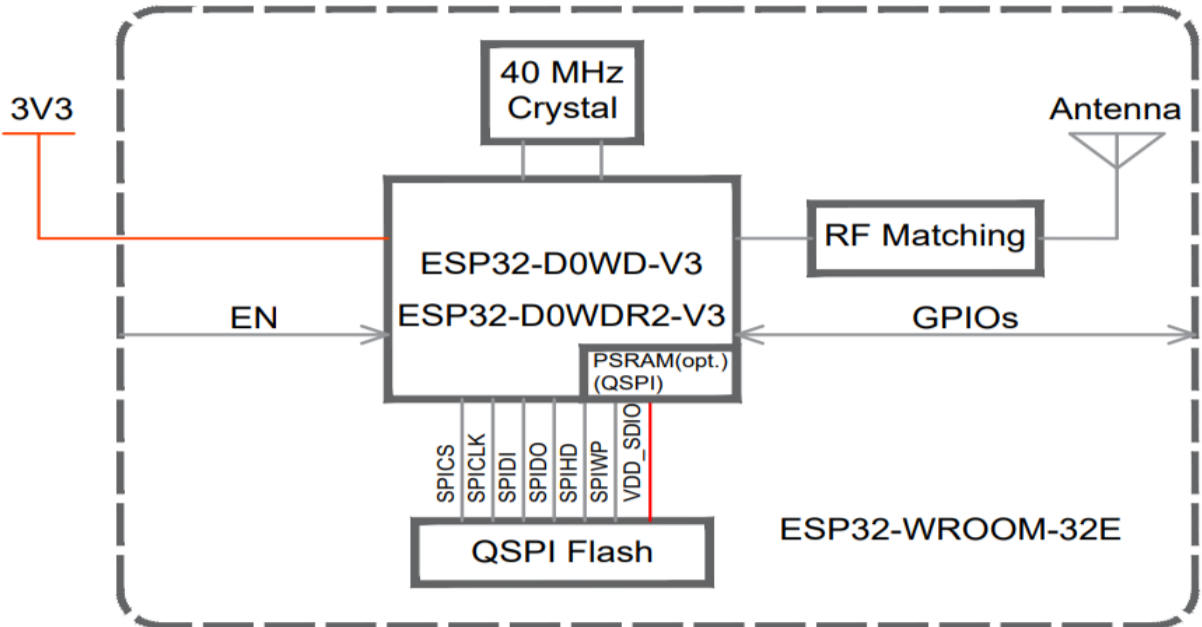 40 MHz
Crystal
3V3
Antenna
RF Matching
ESP32-D0WD-V3
ESP32-D0WDR2-V3
EN
GPIOs
PSRAM(opt.)
(QSPI)
SPICS
SPICLK
SPIDI
SPIDO
SPIHD
SPIWP
VDD_SDIO
QSPI Flash
ESP32-WROOM-32E